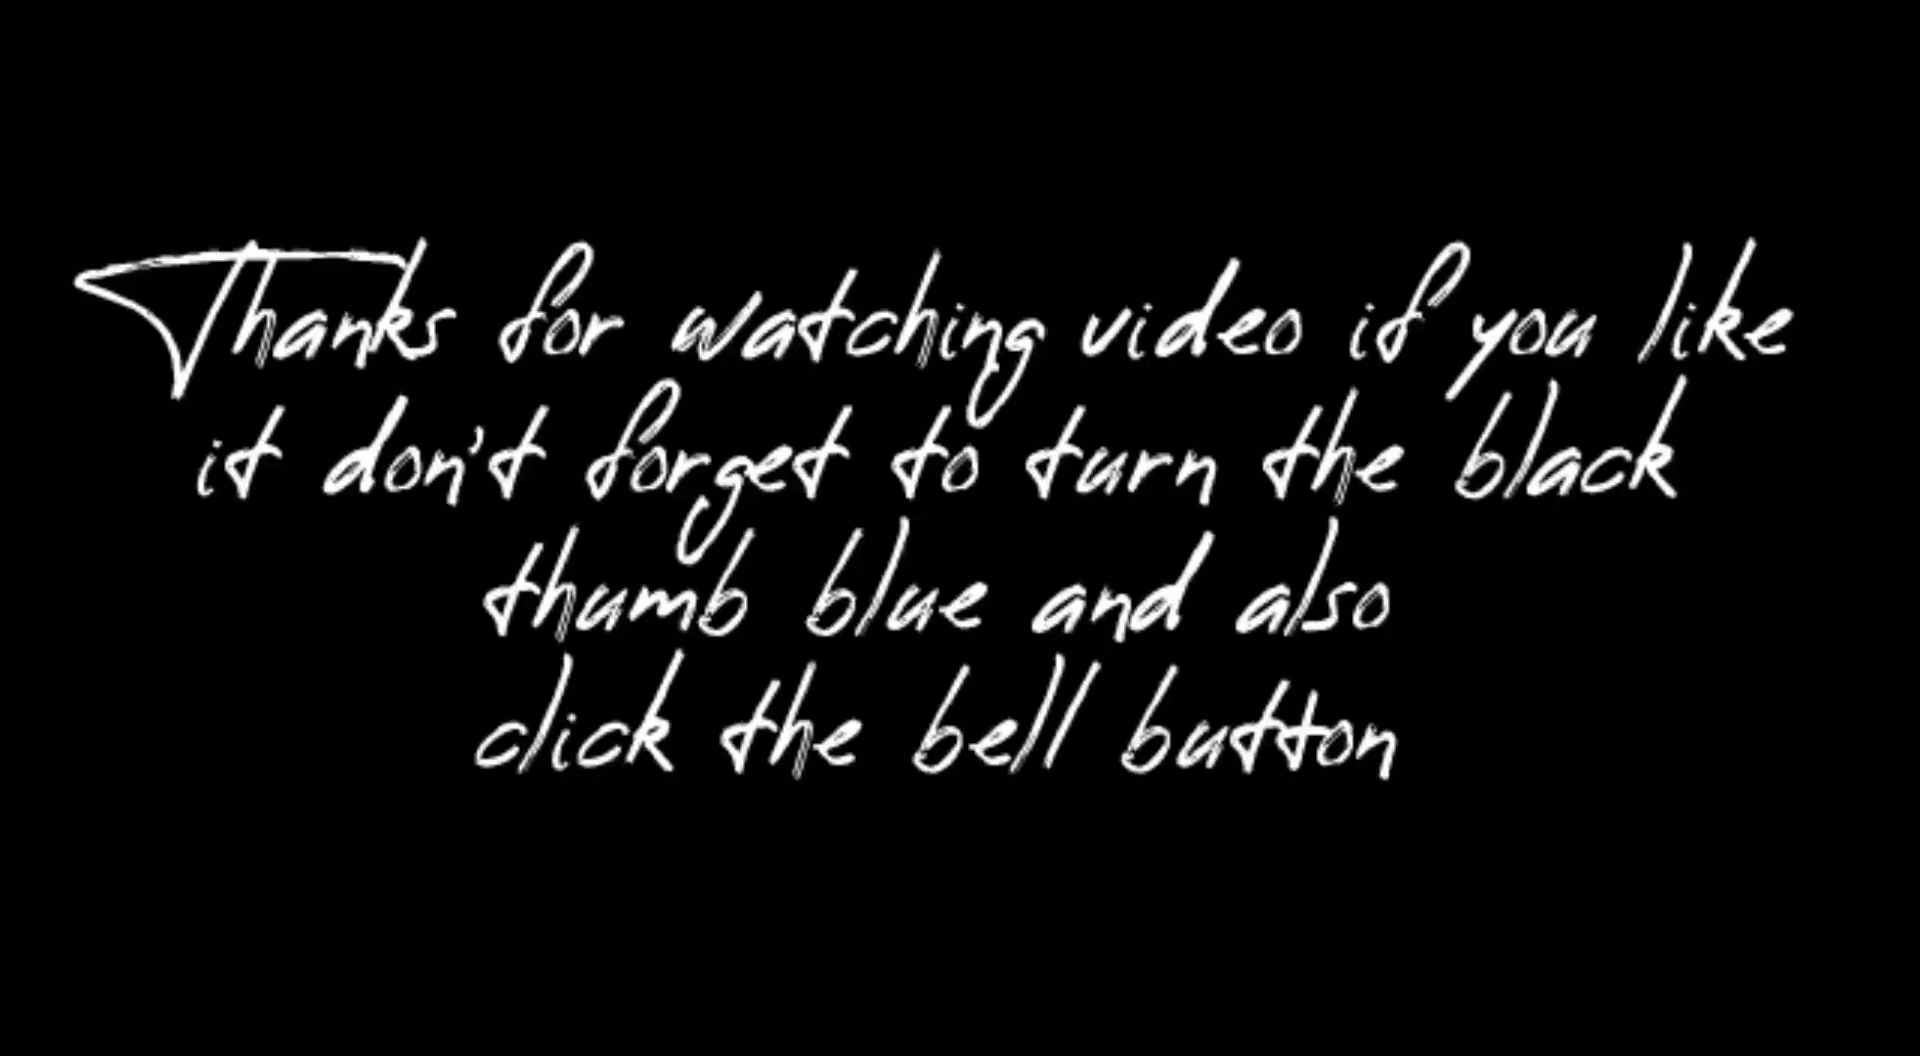 Thanks for watching video if you like
it don't forget to turn the black
thumb blue and also
click the bell button